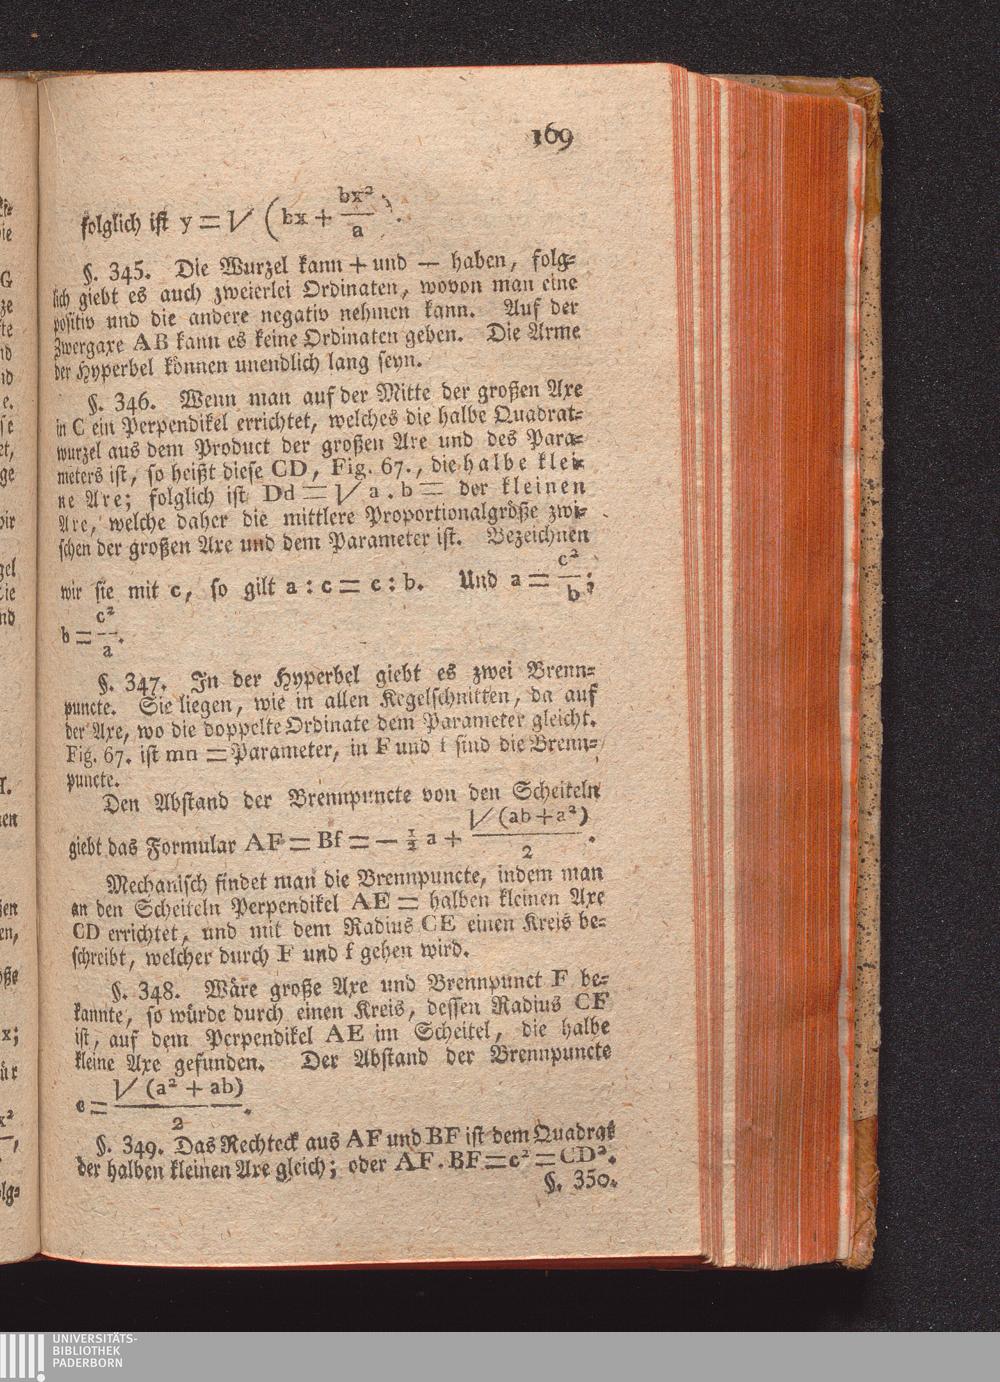 169
folglich ist y = √ (bx + bx²/a).
§. 345. Die Wurzel kann + und — haben, folg=
lich giebt es auch zweierlei Ordinaten, wovon man eine
positiv und die andere negativ nehmen kann. Auf der
Zwergaxe AB kann es keine Ordinaten geben. Die Arme
der Hyperbel können unendlich lang seyn.
§. 346. Wenn man auf der Mitte der großen Axe
in C ein Perpendikel errichtet, welches die halbe Quadrat=
wurzel aus dem Product der großen Are und des Para=
meters ist, so heißt diese CD, Fig. 67., die halbe klei=
ne Are; folglich ist Dd = √ a . b = der kleinen
Are, welche daher die mittlere Proportionalgröße zwi=
schen der großen Axe und dem Parameter ist. Bezeichnen
wir sie mit c, so gilt a : c = c : b. Und a = c²/b;
b = c²/a.
§. 347. In der Hyperbel giebt es zwei Brenn=
puncte. Sie liegen, wie in allen Kegelschnitten, da auf
der Axe, wo die doppelte Ordinate dem Parameter gleicht.
Fig. 67. ist mn = Parameter, in F und f sind die Brenn=
puncte.
Den Abstand der Brennpuncte von den Scheiteln
giebt das Formular AF = Bf = — ½ a + √(ab + a²)/2.
Mechanisch findet man die Brennpuncte, indem man
an den Scheiteln Perpendikel AE = halben kleinen Axe
CD errichtet, und mit dem Radius CE einen Kreis be=
schreibt, welcher durch F und f gehen wird.
§. 348. Wäre große Axe und Brennpunct F be=
kannte, so würde durch einen Kreis, dessen Radius CF
ist, auf dem Perpendikel AE im Scheitel, die halbe
kleine Axe gefunden. Der Abstand der Brennpuncte
e = √ (a² + ab)/2.
§. 349. Das Rechteck aus AF und BF ist dem Quadrat
der halben kleinen Axe gleich; oder AF . BF = c² = CD².
§. 350.
UNIVERSITÄTS-
BIBLIOTHEK
PADERBORN